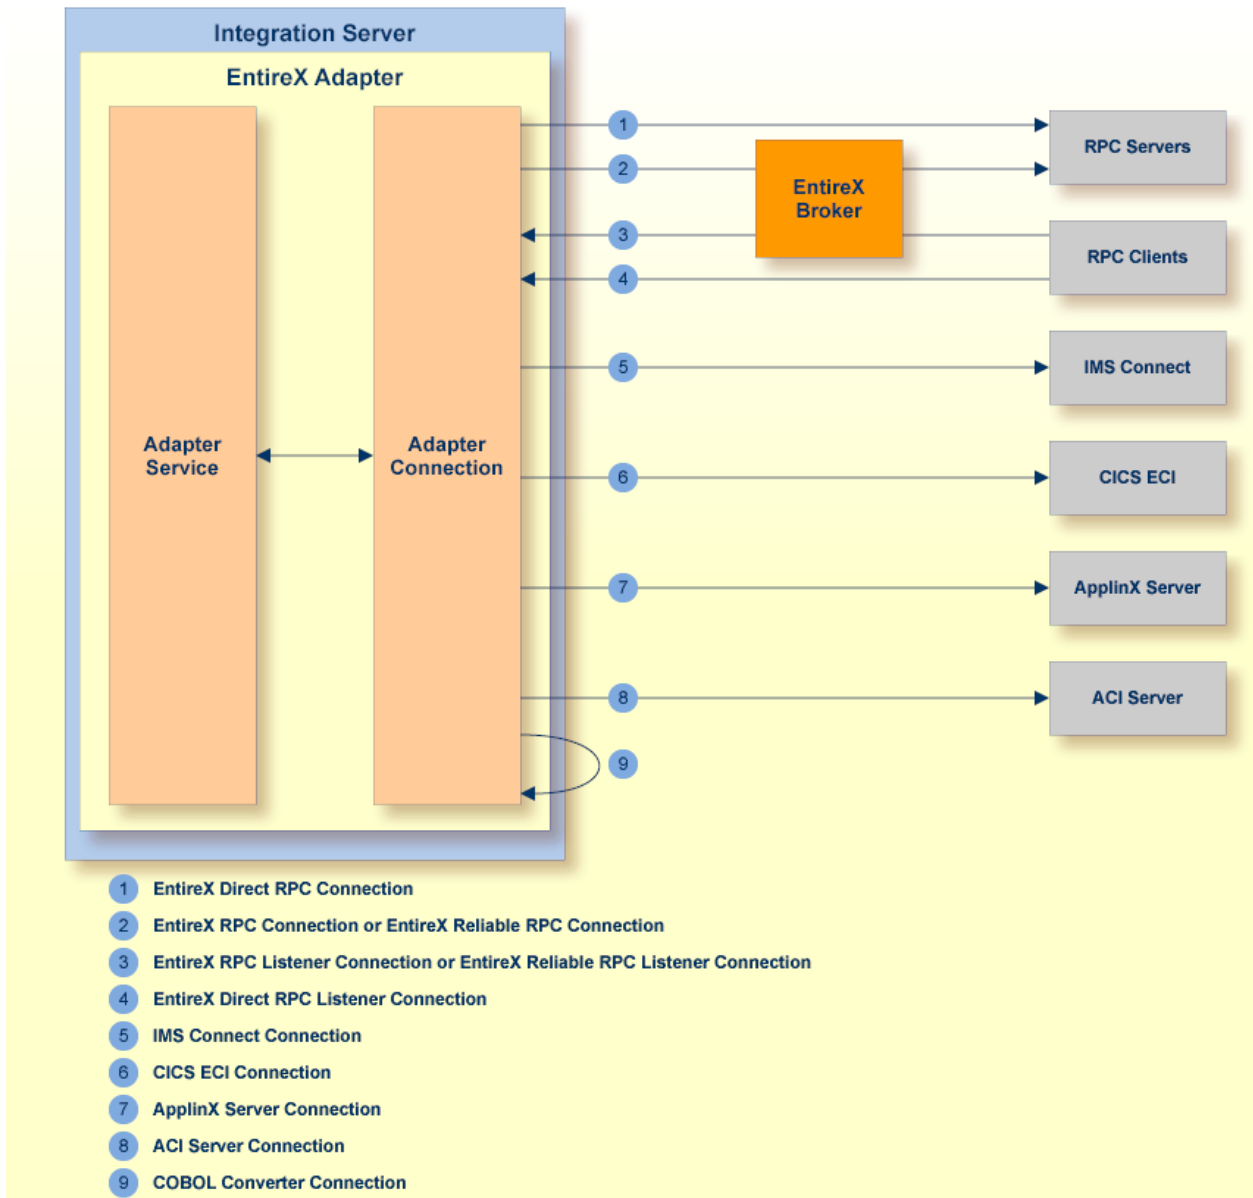 Integration Server
EntireX Adapter
1
RPC Servers
2
EntireX
Broker
3
RPC Clients
4
5
IMS Connect
Adapter
Service
Adapter
Connection
6
CICS ECI
7
ApplinX Server
8
ACI Server
9
1 EntireX Direct RPC Connection
2 EntireX RPC Connection or EntireX Reliable RPC Connection
3 EntireX RPC Listener Connection or EntireX Reliable RPC Listener Connection
4 EntireX Direct RPC Listener Connection
5 IMS Connect Connection
6 CICS ECI Connection
7 ApplinX Server Connection
8 ACI Server Connection
9 COBOL Converter Connection